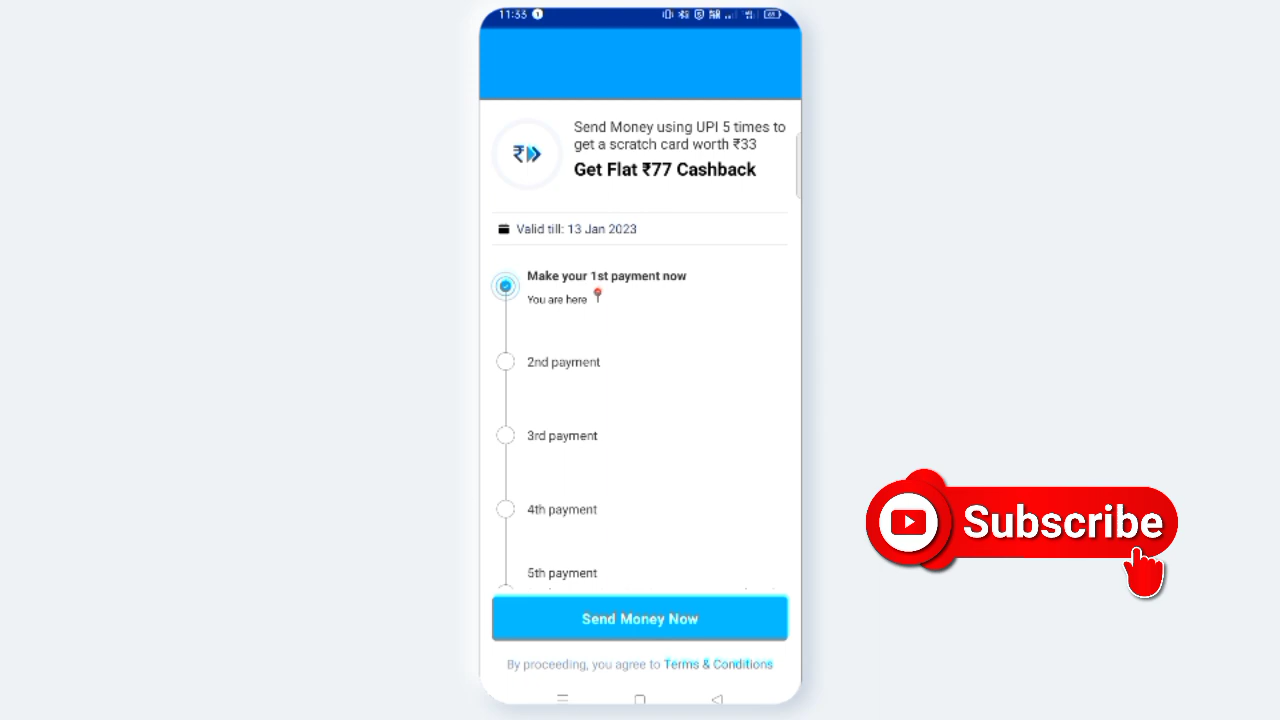 11:33
Send Money using UPI 5 times to
get a scratch card worth ₹33
Get Flat ₹77 Cashback
Valid till: 13 Jan 2023
Make your 1st payment now
You are here
2nd payment
3rd payment
4th payment
5th payment
Send Money Now
By proceeding, you agree to Terms & Conditions
Subscribe